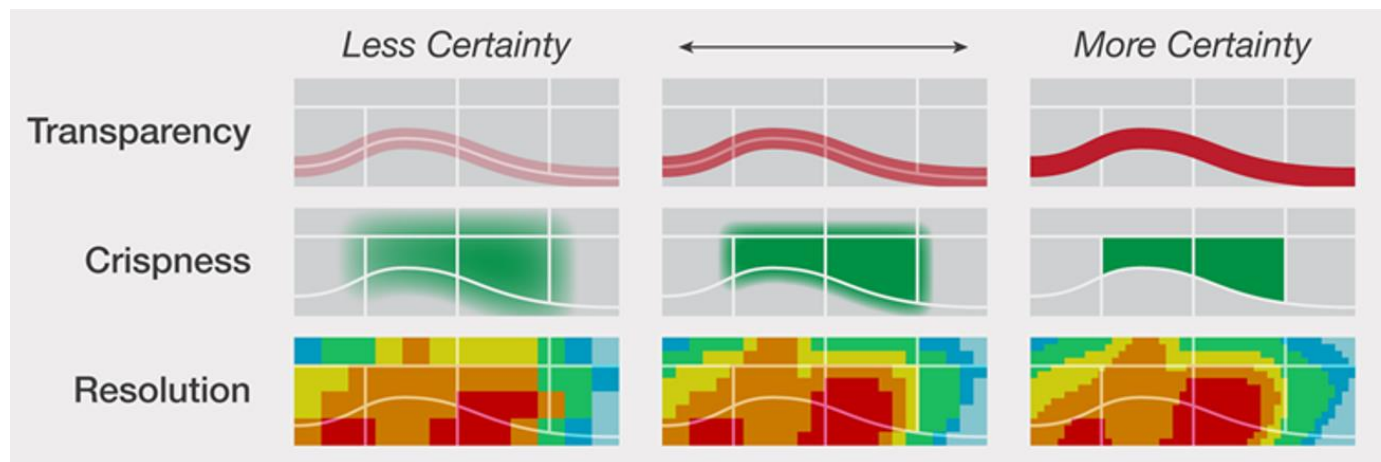 Less Certainty
More Certainty
Transparency
Crispness
Resolution